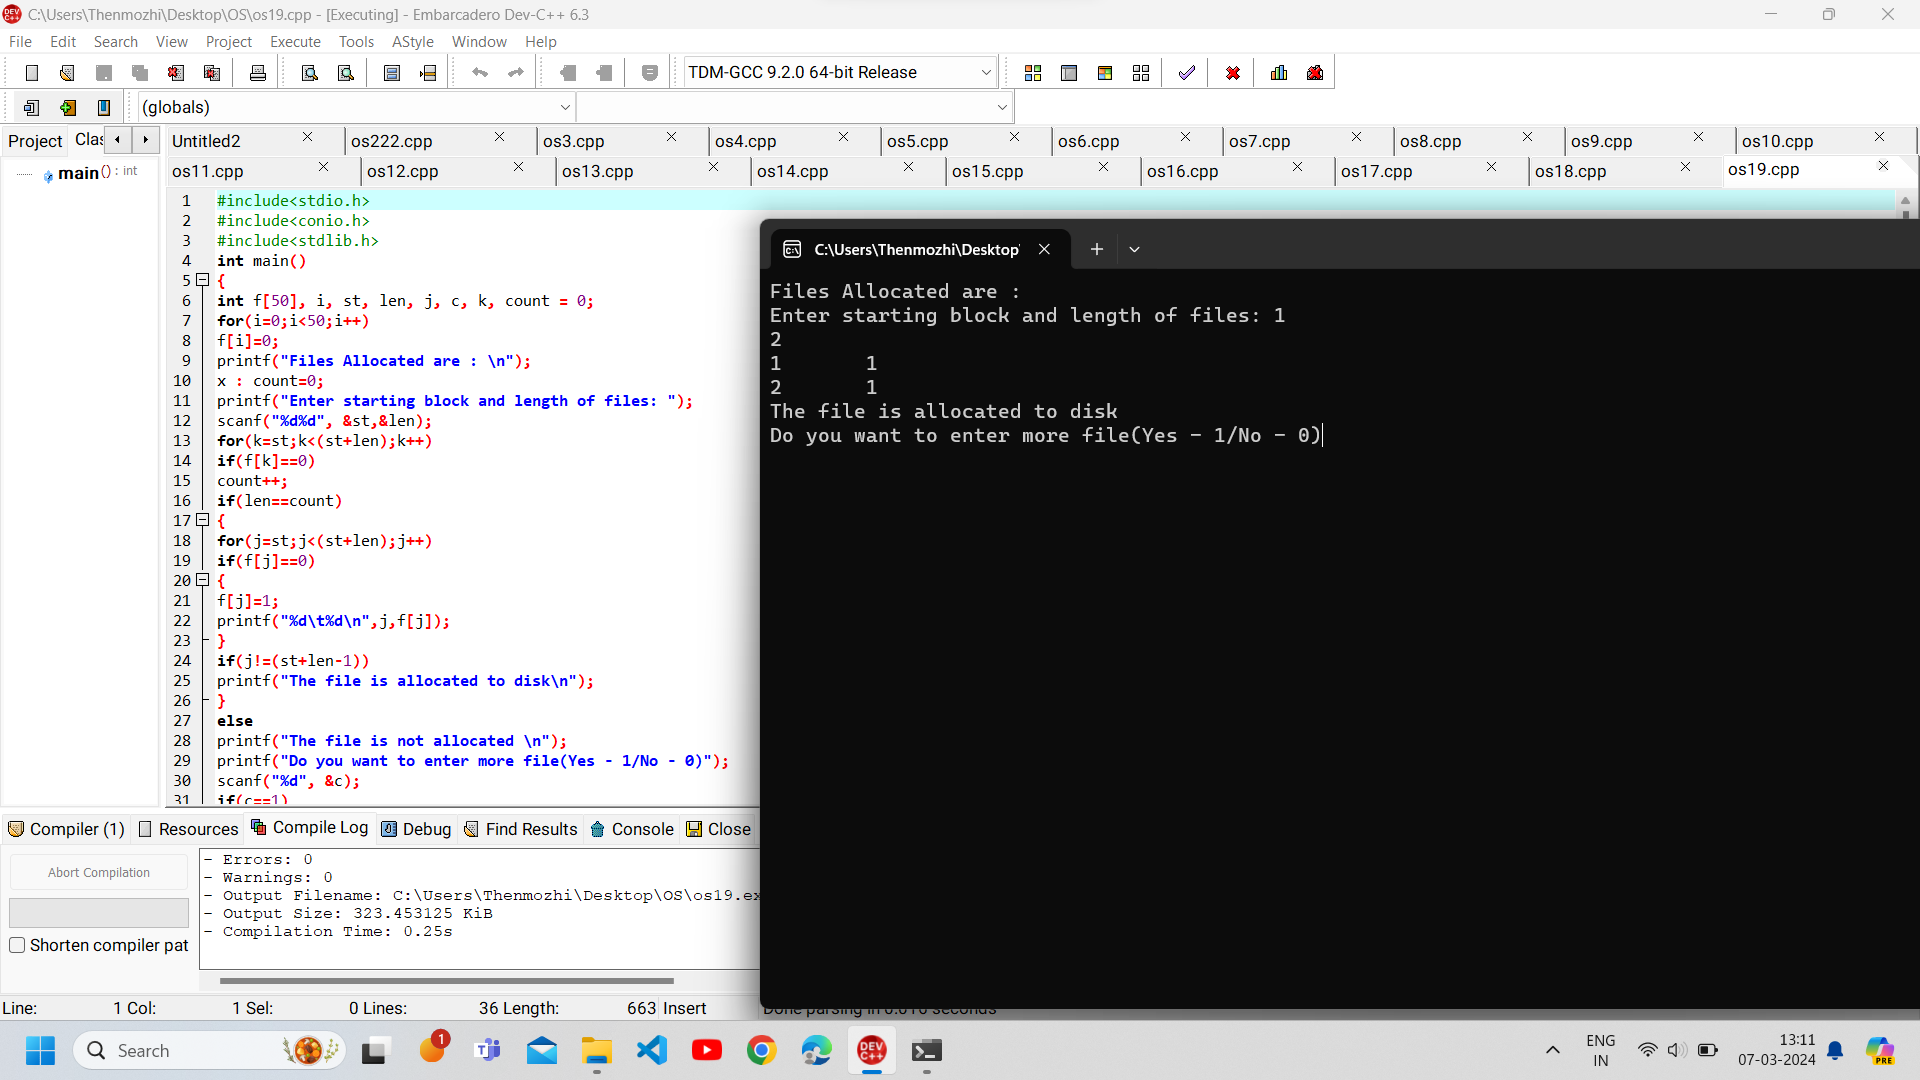 C:\Users\Thenmozhi\Desktop\OS\os19.cpp - [Executing] - Embarcadero Dev-C++ 6.3
File Edit Search View Project Execute Tools AStyle Window Help
TDM-GCC 9.2.0 64-bit Release
(globals)
Project Clas
Untitled2 os222.cpp os3.cpp os4.cpp os5.cpp os6.cpp os7.cpp os8.cpp os9.cpp os10.cpp
os11.cpp os12.cpp os13.cpp os14.cpp os15.cpp os16.cpp os17.cpp os18.cpp os19.cpp
main() : int
1 #include<stdio.h>
2 #include<conio.h>
3 #include<stdlib.h>
4 int main()
5 {
6 int f[50], i, st, len, j, c, k, count = 0;
7 for(i=0;i<50;i++)
8 f[i]=0;
9 printf("Files Allocated are : \n");
10 x : count=0;
11 printf("Enter starting block and length of files: ");
12 scanf("%d%d", &st,&len);
13 for(k=st;k<(st+len);k++)
14 if(f[k]==0)
15 count++;
16 if(len==count)
17 {
18 for(j=st;j<(st+len);j++)
19 if(f[j]==0)
20 {
21 f[j]=1;
22 printf("%d\t%d\n",j,f[j]);
23 }
24 if(j!=(st+len-1))
25 printf("The file is allocated to disk\n");
26 }
27 else
28 printf("The file is not allocated \n");
29 printf("Do you want to enter more file(Yes - 1/No - 0)");
30 scanf("%d", &c);
31 if(c==1)
C:\Users\Thenmozhi\Desktop
Files Allocated are :
Enter starting block and length of files: 1
2
1 1
2 1
The file is allocated to disk
Do you want to enter more file(Yes - 1/No - 0)
Compiler (1) Resources Compile Log Debug Find Results Console Close
Abort Compilation
Shorten compiler pat
- Errors: 0
- Warnings: 0
- Output Filename: C:\Users\Thenmozhi\Desktop\OS\os19.ex
- Output Size: 323.453125 KiB
- Compilation Time: 0.25s
Line: 1 Col: 1 Sel: 0 Lines: 36 Length: 663 Insert Done parsing in 0.016 seconds
Search
1
DEV C++
ENG
IN
13:11
07-03-2024
PRE